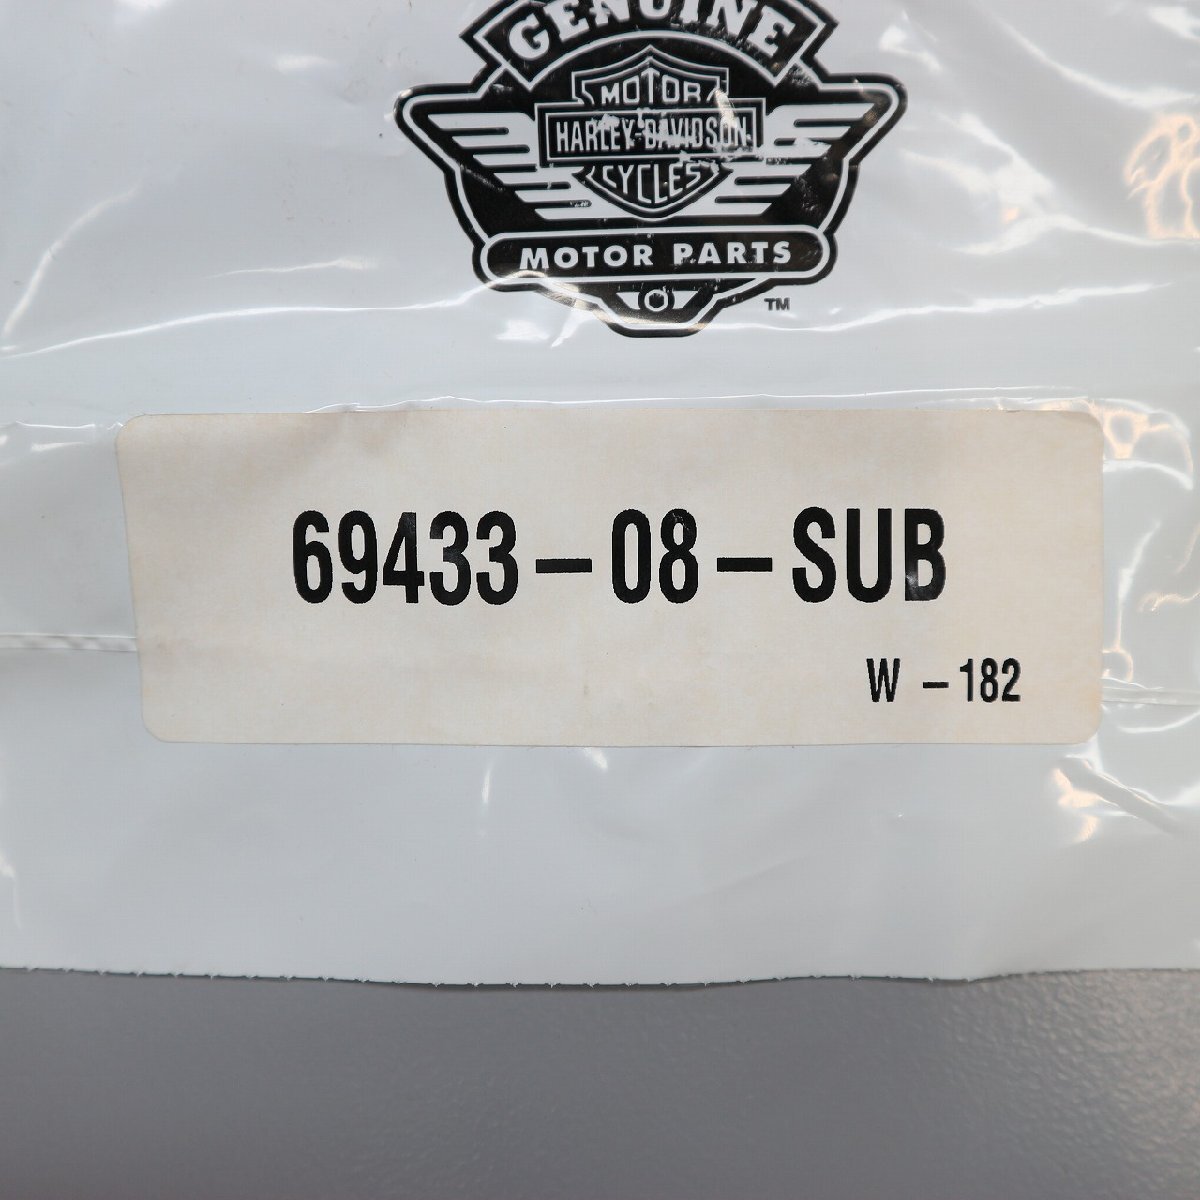 GENUINE
MOTOR
HARLEY-DAVIDSON
CYCLES
MOTOR PARTS
TM
69433-08-SUB
W -182